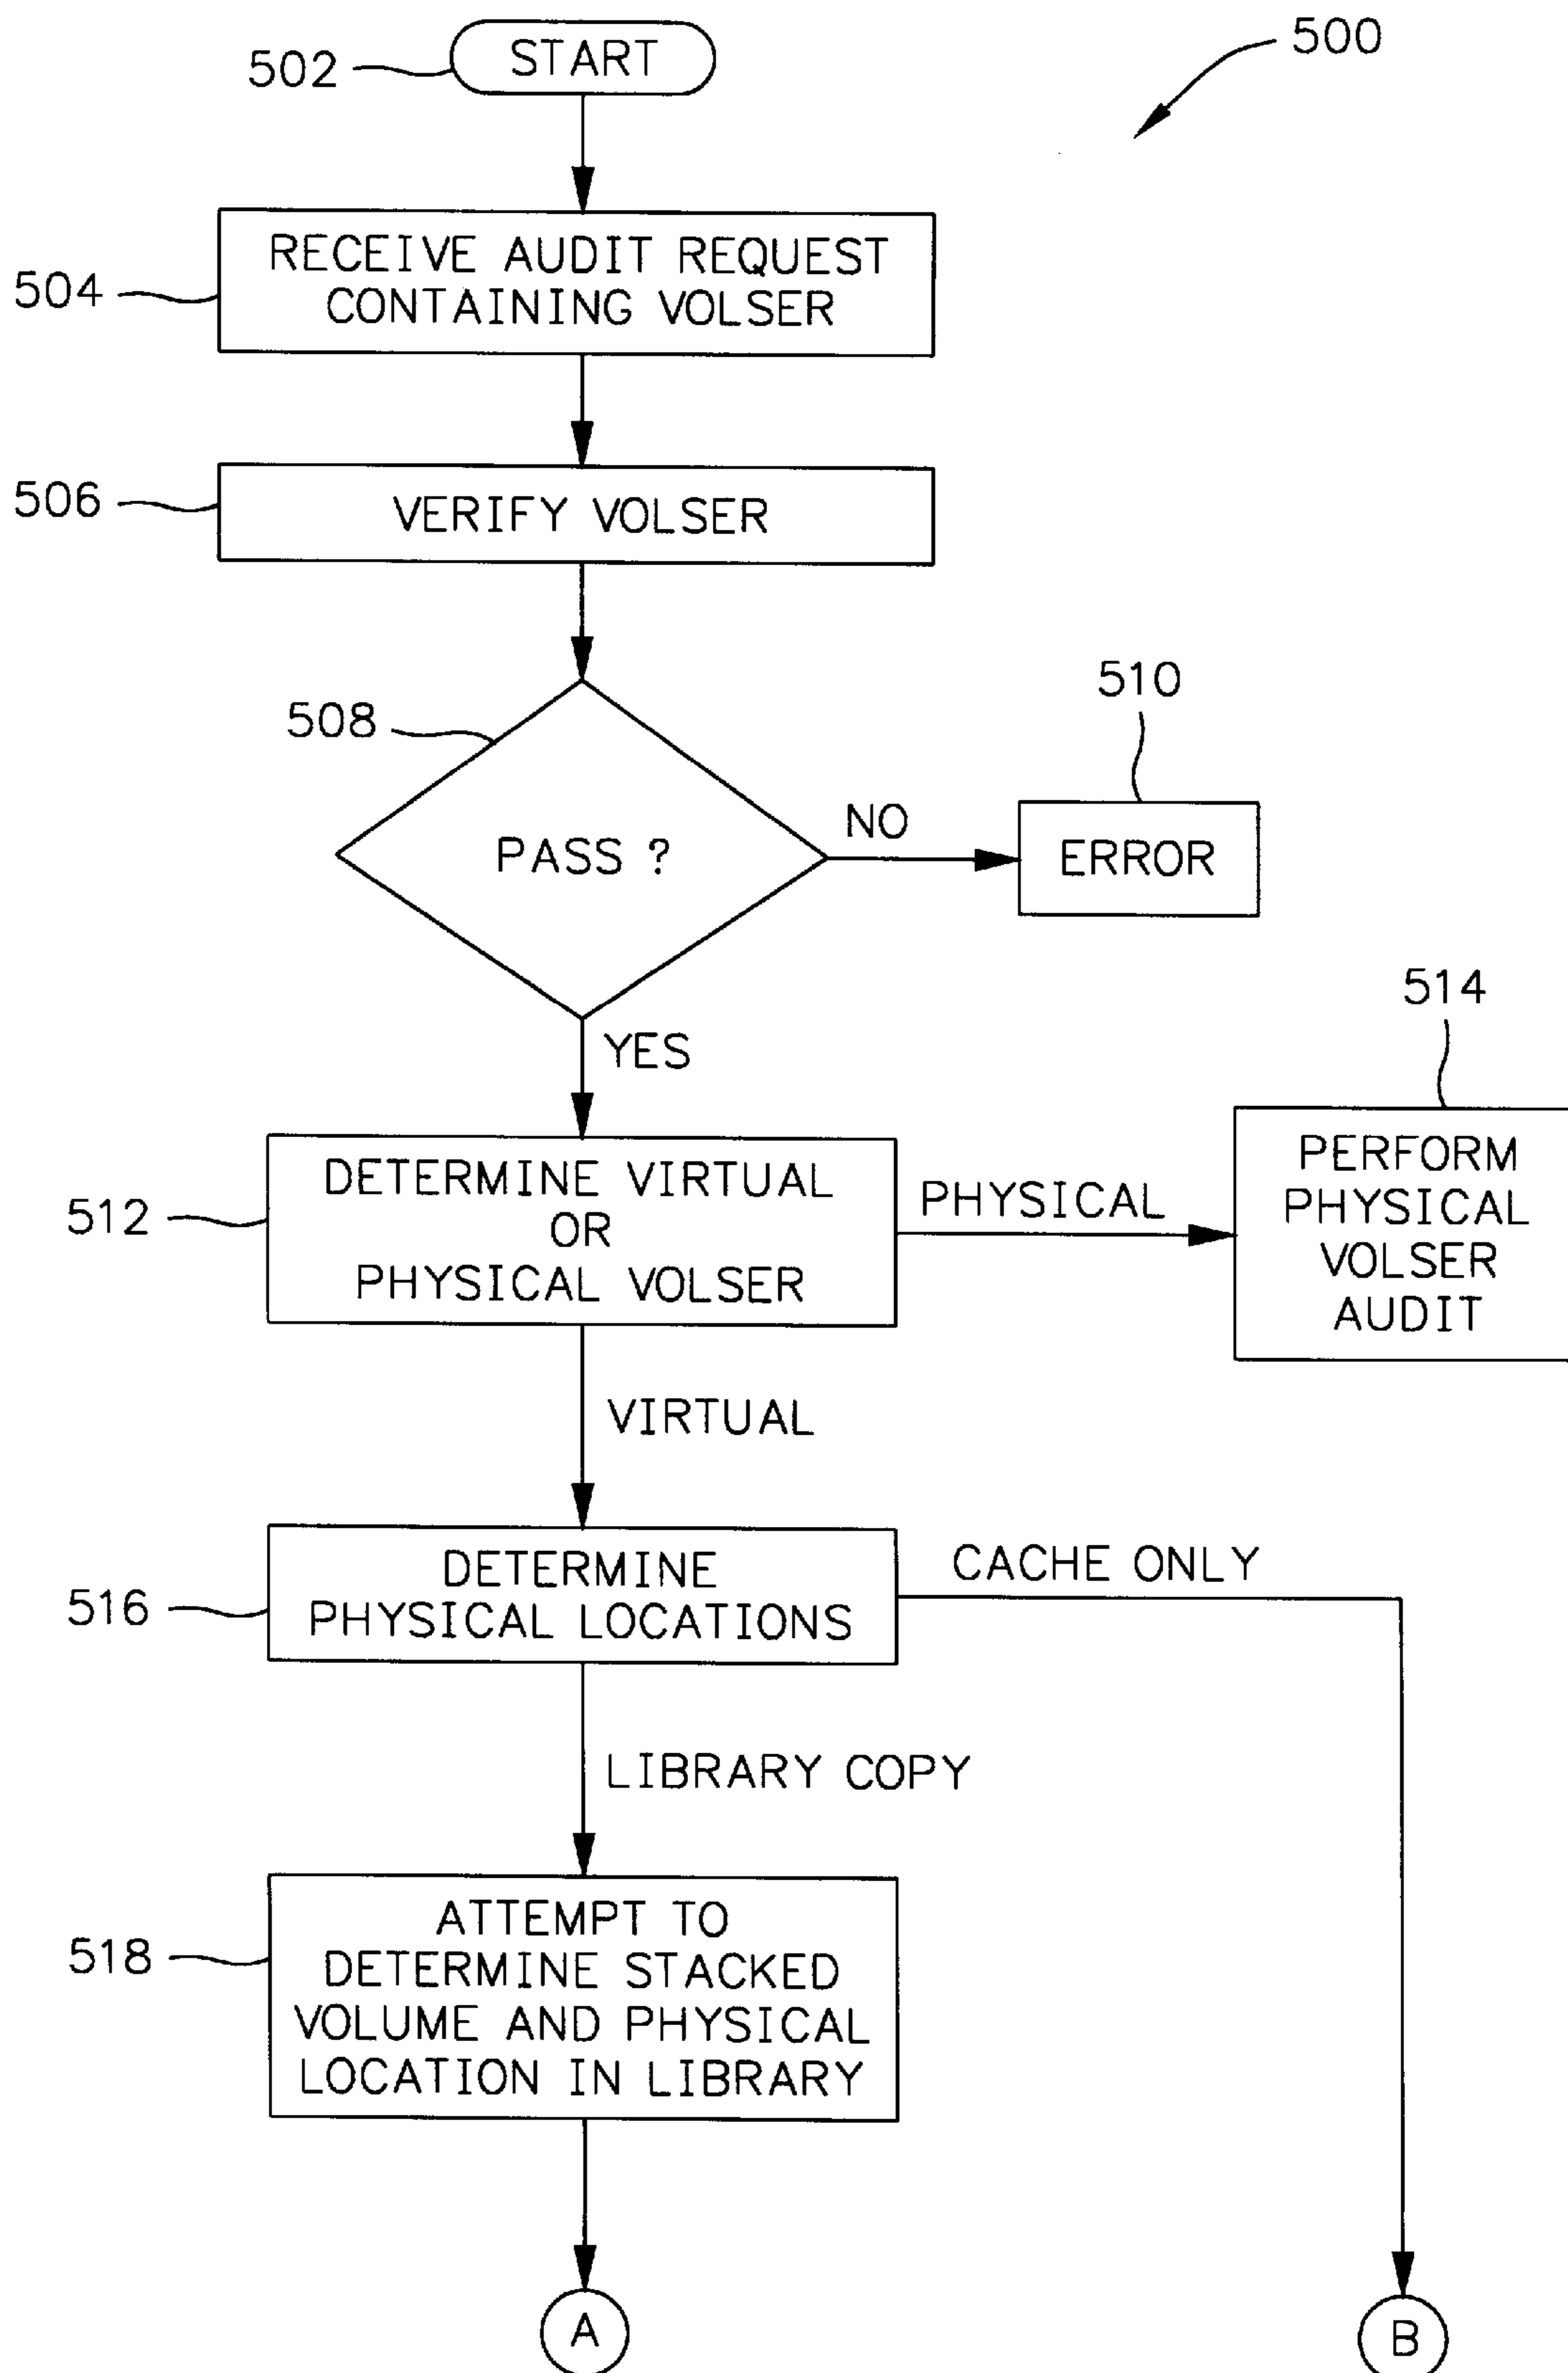 500
502
START
504
RECEIVE AUDIT REQUEST
CONTAINING VOLSER
506
VERIFY VOLSER
508
PASS ?
NO
510
ERROR
YES
512
DETERMINE VIRTUAL
OR
PHYSICAL VOLSER
PHYSICAL
514
PERFORM
PHYSICAL
VOLSER
AUDIT
VIRTUAL
516
DETERMINE
PHYSICAL LOCATIONS
CACHE ONLY
LIBRARY COPY
518
ATTEMPT TO
DETERMINE STACKED
VOLUME AND PHYSICAL
LOCATION IN LIBRARY
A
B